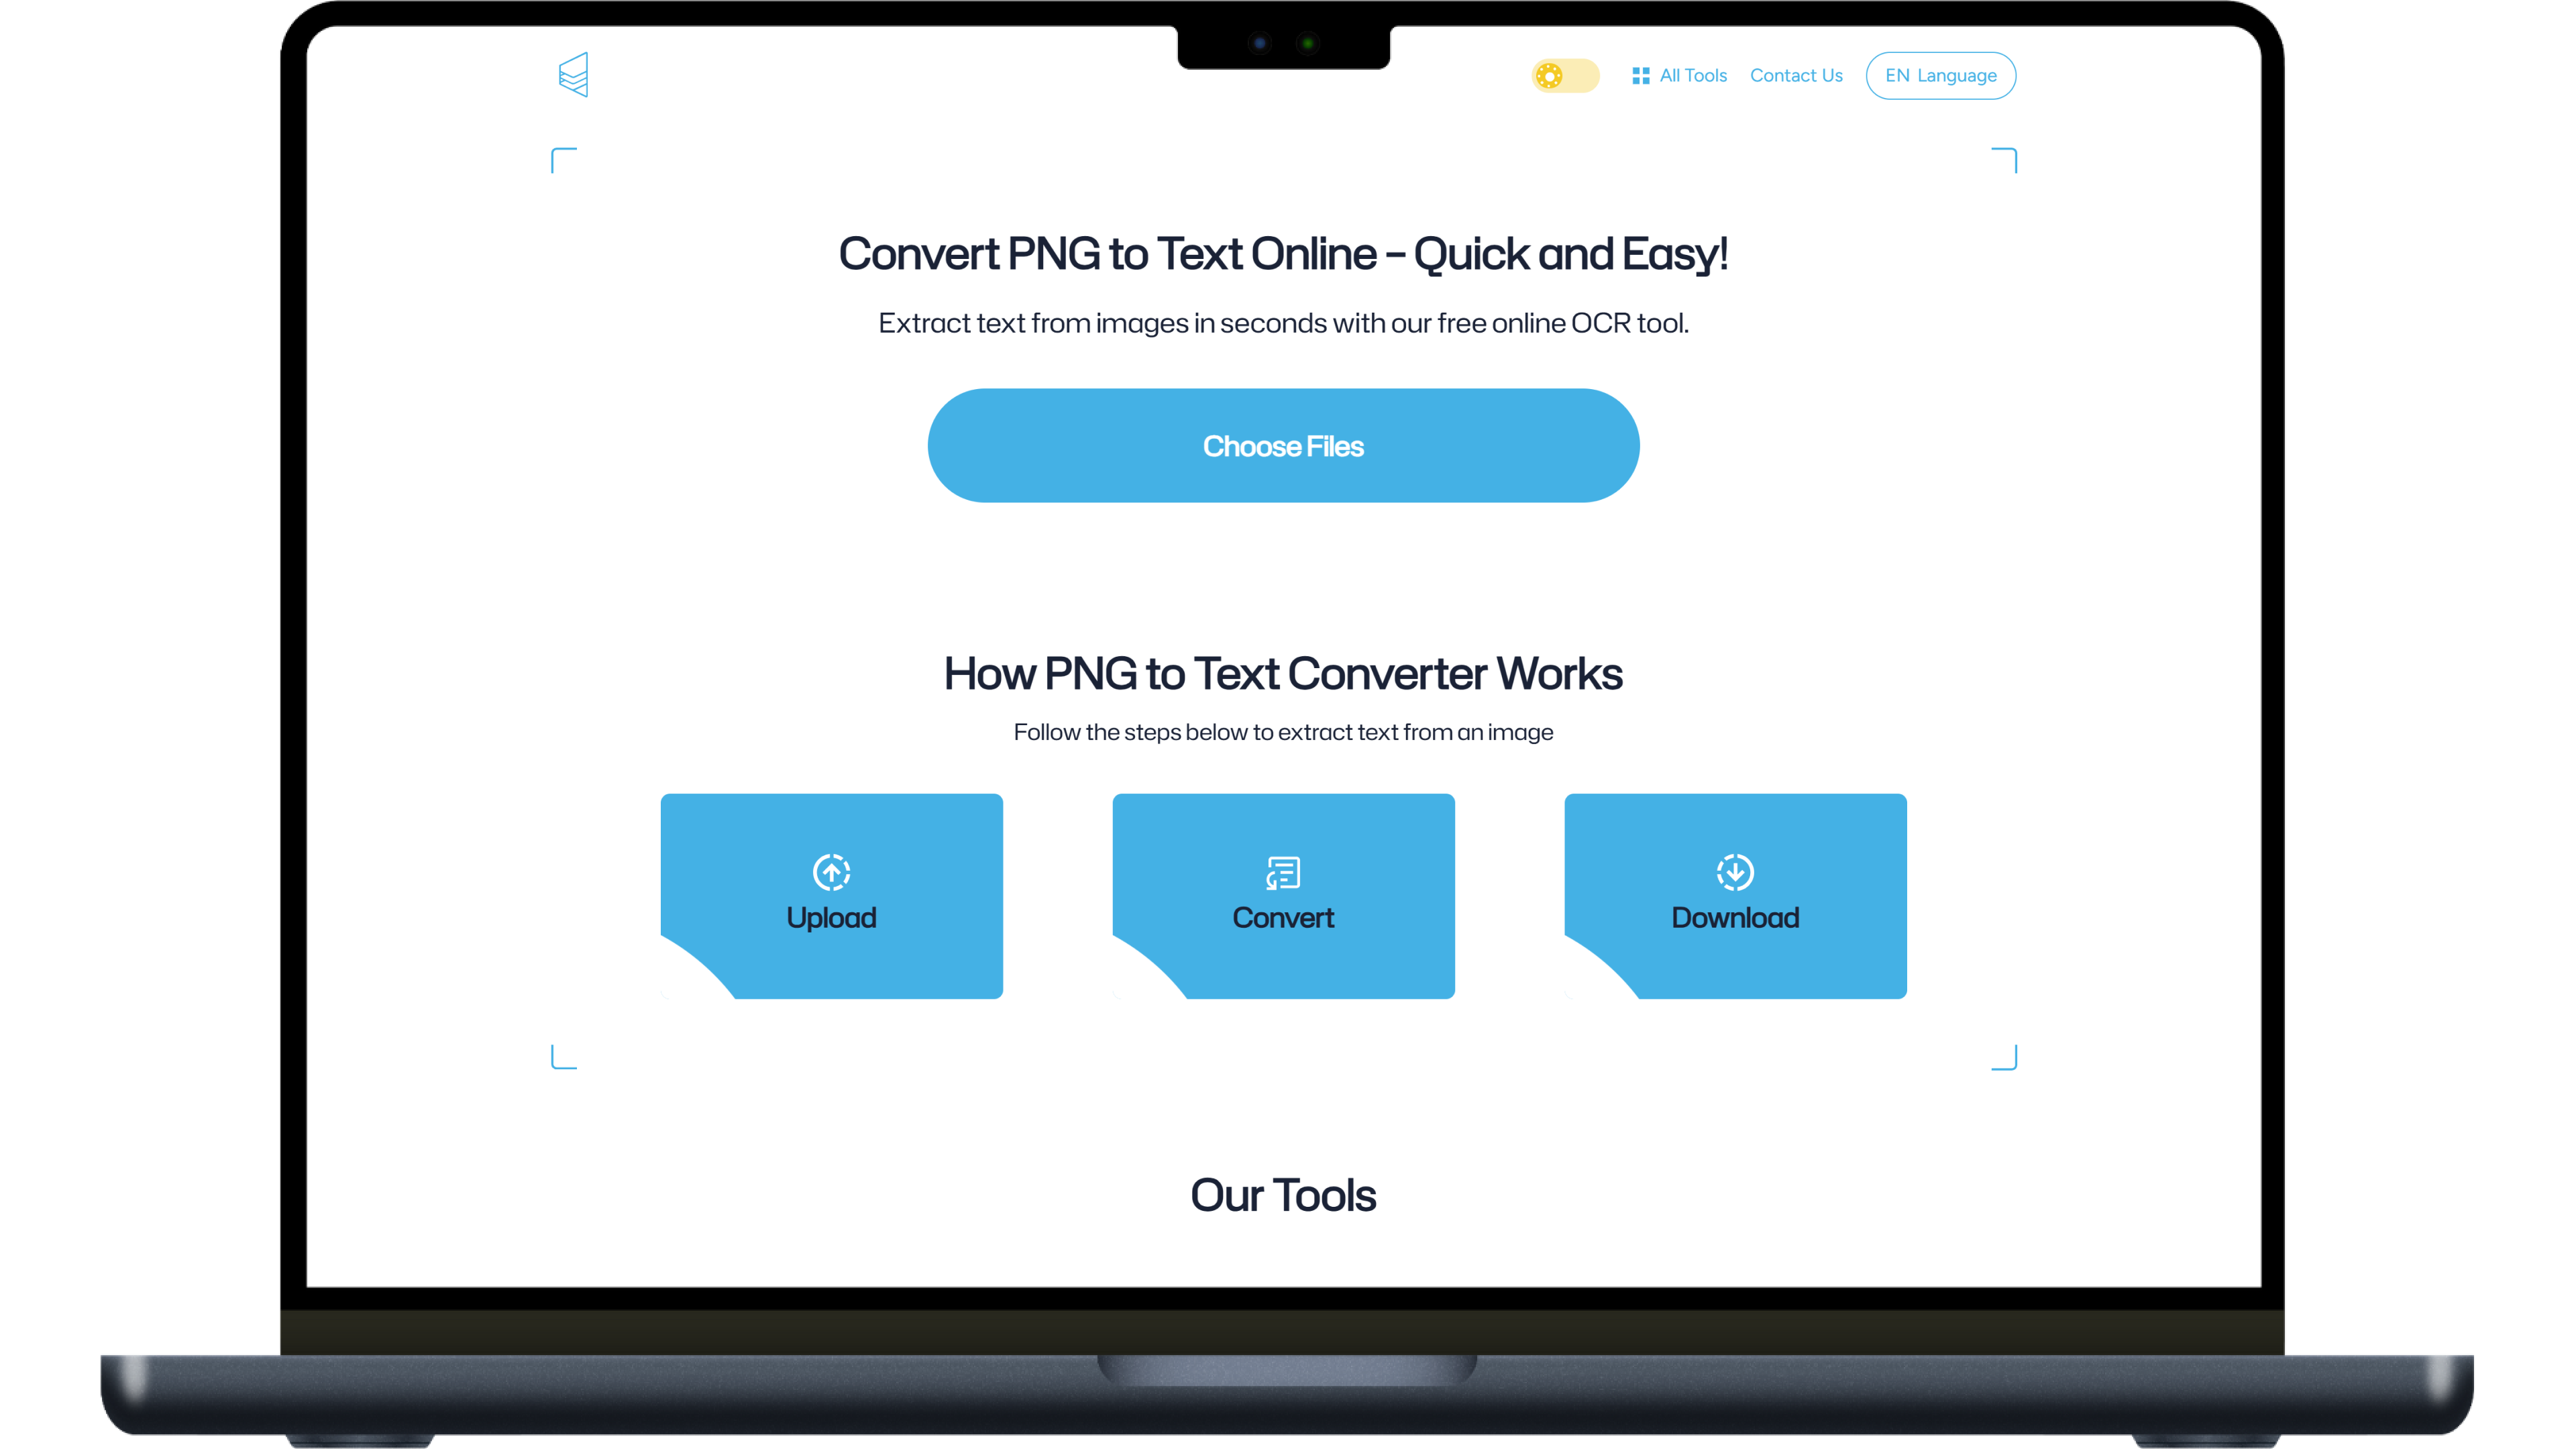 All Tools Contact Us EN Language
Convert PNG to Text Online – Quick and Easy!
Extract text from images in seconds with our free online OCR tool.
Choose Files
How PNG to Text Converter Works
Follow the steps below to extract text from an image
Upload Convert Download
Our Tools